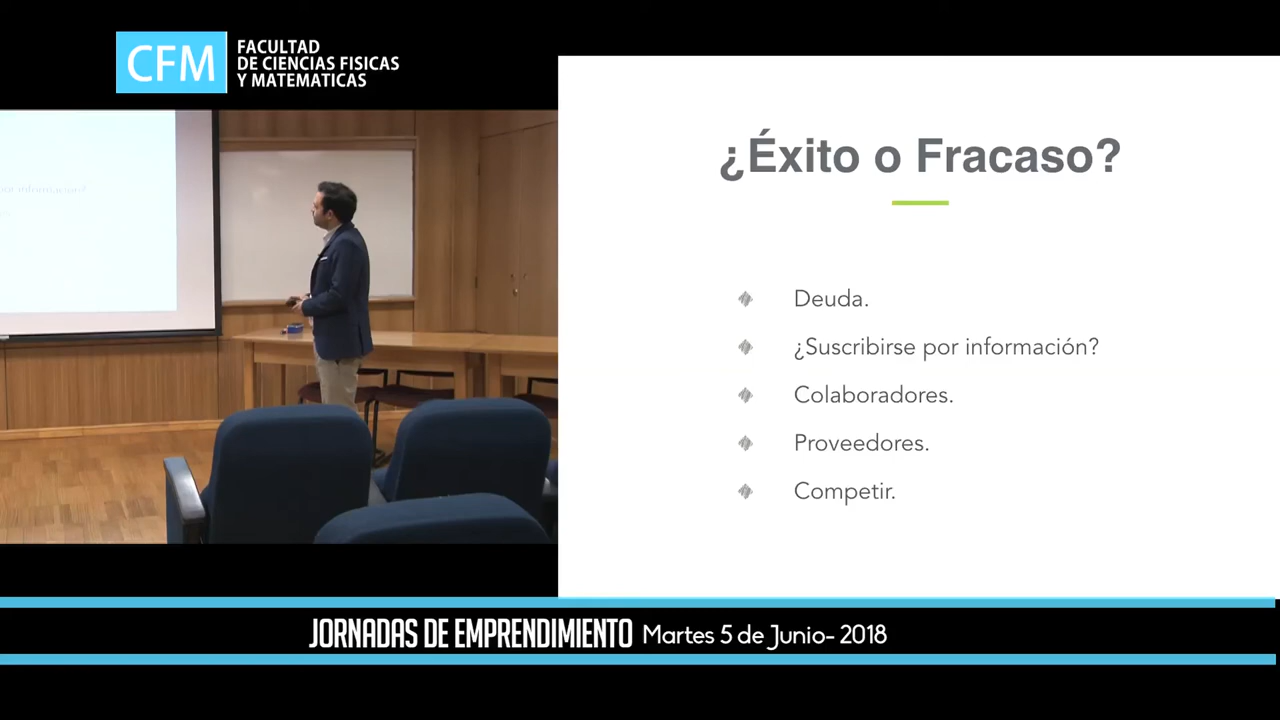 CFM
FACULTAD
DE CIENCIAS FISICAS
Y MATEMATICAS
¿Éxito o Fracaso?
Deuda.
¿Suscribirse por información?
Colaboradores.
Proveedores.
Competir.
JORNADAS DE EMPRENDIMIENTO Martes 5 de Junio- 2018